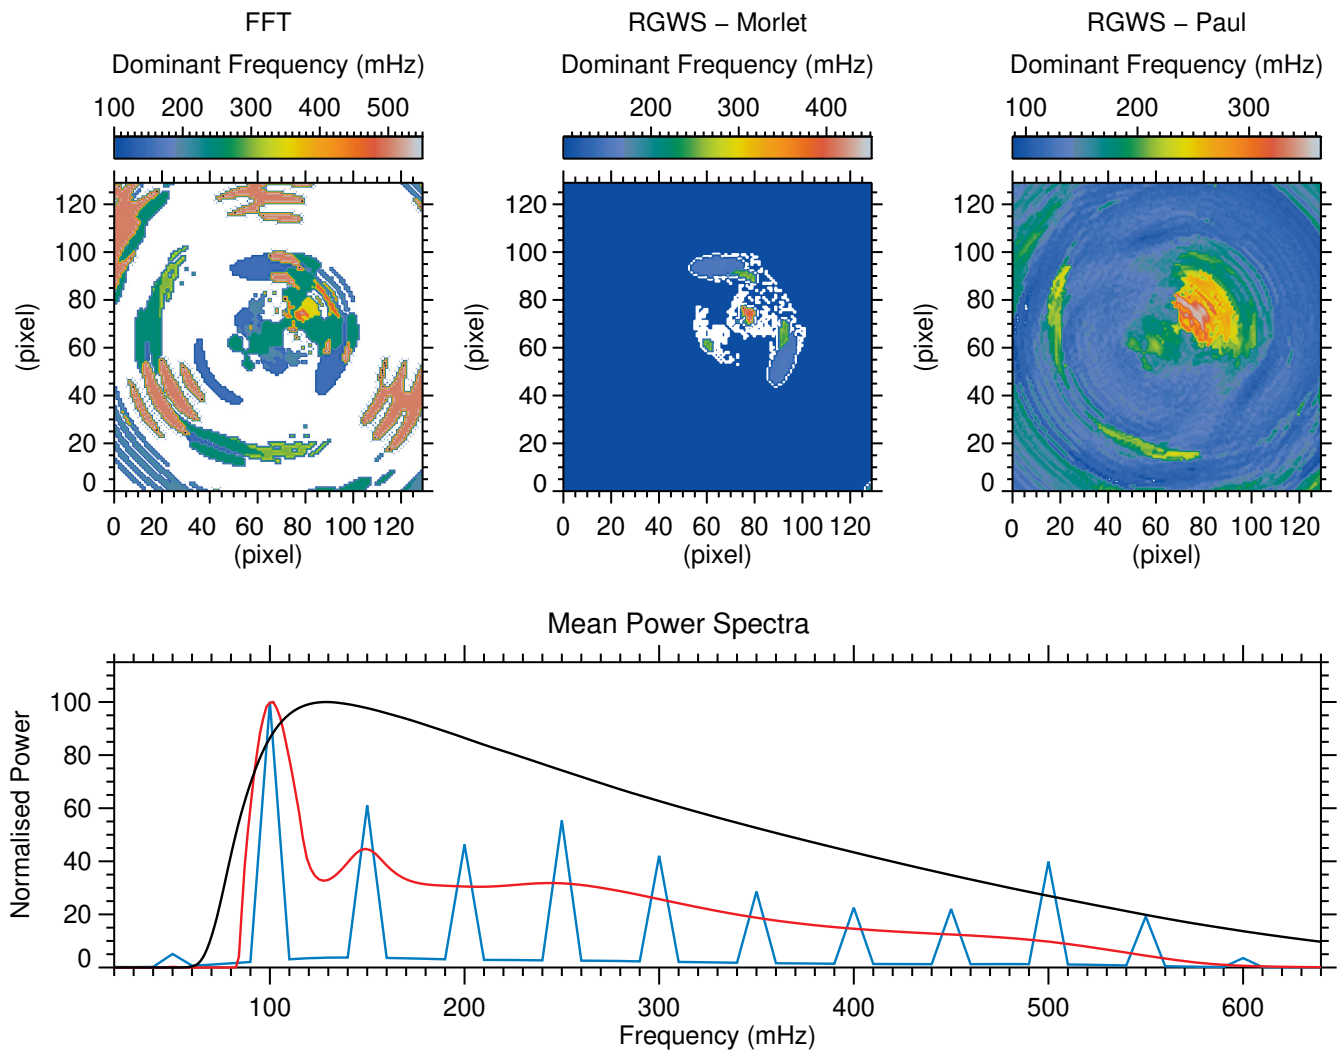 FFT
RGWS – Morlet
RGWS – Paul
Dominant Frequency (mHz)
Dominant Frequency (mHz)
Dominant Frequency (mHz)
100 200 300 400 500
200 300 400
100 200 300
120
100
80
60
40
20
0
(pixel)
0 20 40 60 80 100 120
(pixel)
120
100
80
60
40
20
0
(pixel)
0 20 40 60 80 100 120
(pixel)
120
100
80
60
40
20
0
(pixel)
0 20 40 60 80 100 120
(pixel)
Mean Power Spectra
100
80
60
40
20
0
Normalised Power
100 200 300 400 500 600
Frequency (mHz)